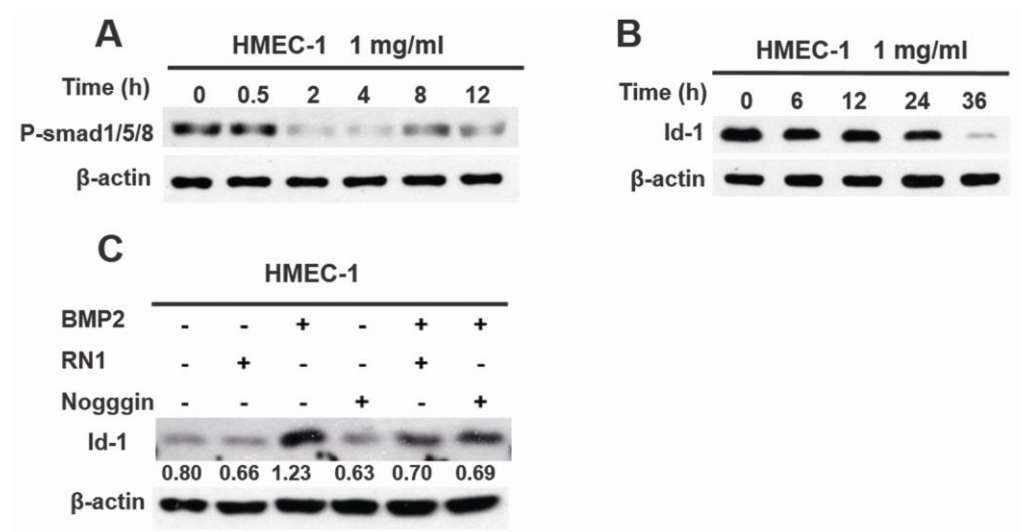 A
HMEC-1 1 mg/ml
Time (h) 0 0.5 2 4 8 12
P-smad1/5/8
β-actin
B
HMEC-1 1 mg/ml
Time (h) 0 6 12 24 36
Id-1
β-actin
C
HMEC-1
BMP2 - - + - + +
RN1 - + - - + -
Nogggin - - - + - +
Id-1
0.80 0.66 1.23 0.63 0.70 0.69
β-actin